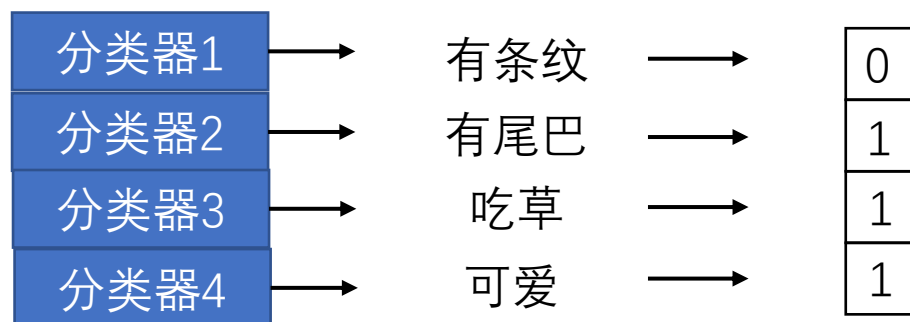 分类器1 有条纹 0
分类器2 有尾巴 1
分类器3 吃草 1
分类器4 可爱 1